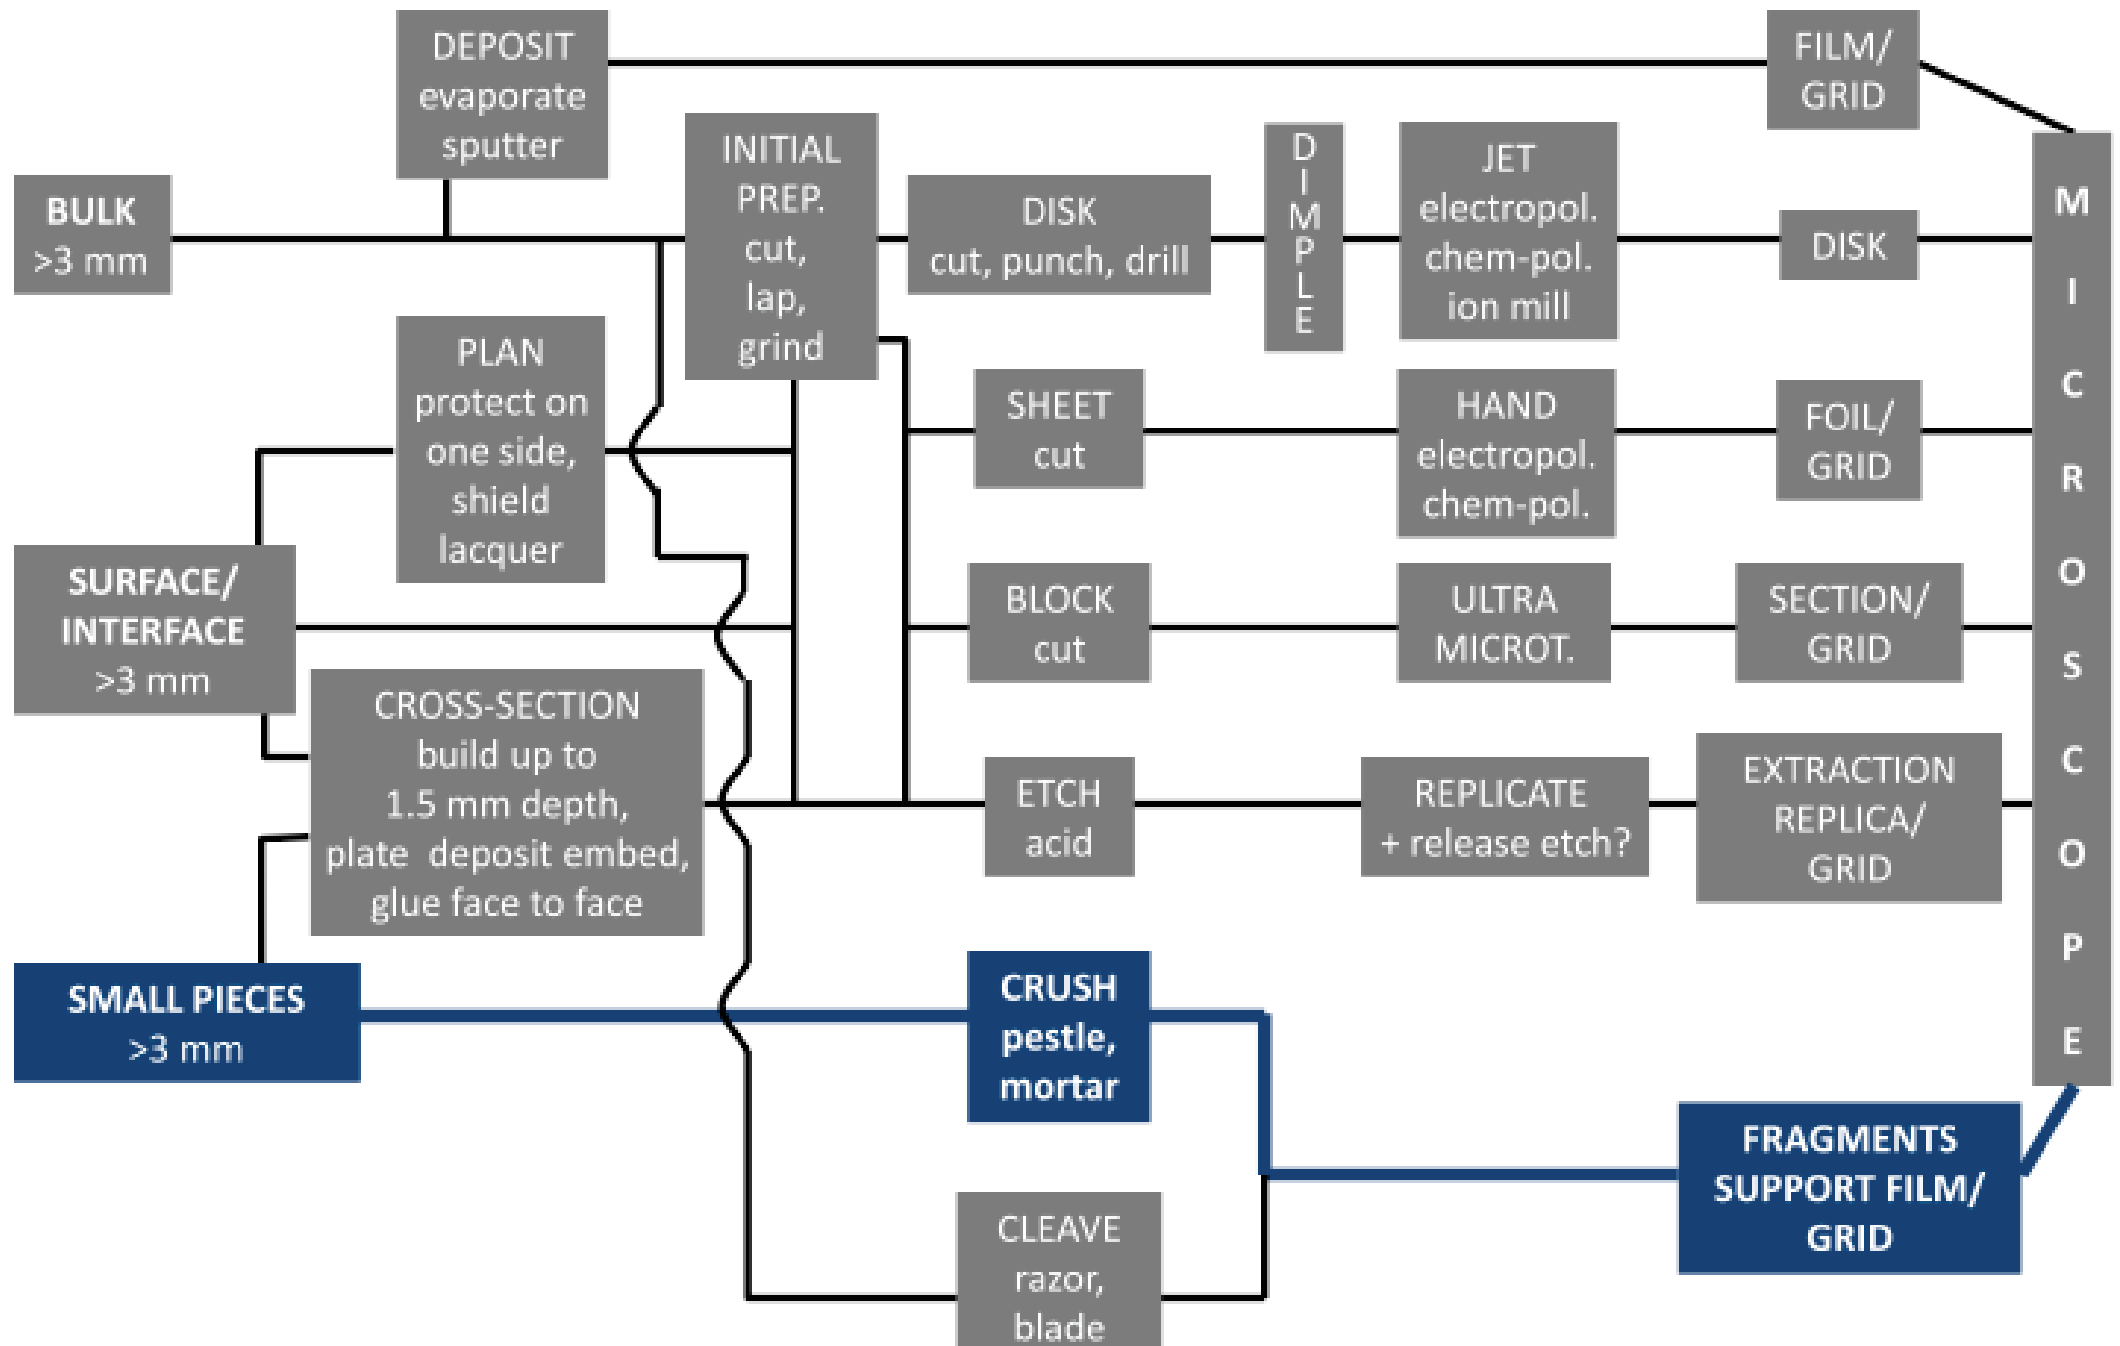 DEPOSIT
evaporate
sputter
FILM/
GRID
BULK
>3 mm
INITIAL
PREP.
cut,
lap,
grind
DISK
cut, punch, drill
DIMPLE
JET
electropol.
chem-pol.
ion mill
DISK
MICROSCOPE
PLAN
protect on
one side,
shield
lacquer
SHEET
cut
HAND
electropol.
chem-pol.
FOIL/
GRID
SURFACE/
INTERFACE
>3 mm
BLOCK
cut
ULTRA
MICROT.
SECTION/
GRID
CROSS-SECTION
build up to
1.5 mm depth,
plate deposit embed,
glue face to face
ETCH
acid
REPLICATE
+ release etch?
EXTRACTION
REPLICA/
GRID
SMALL PIECES
>3 mm
CRUSH
pestle,
mortar
FRAGMENTS
SUPPORT FILM/
GRID
CLEAVE
razor,
blade